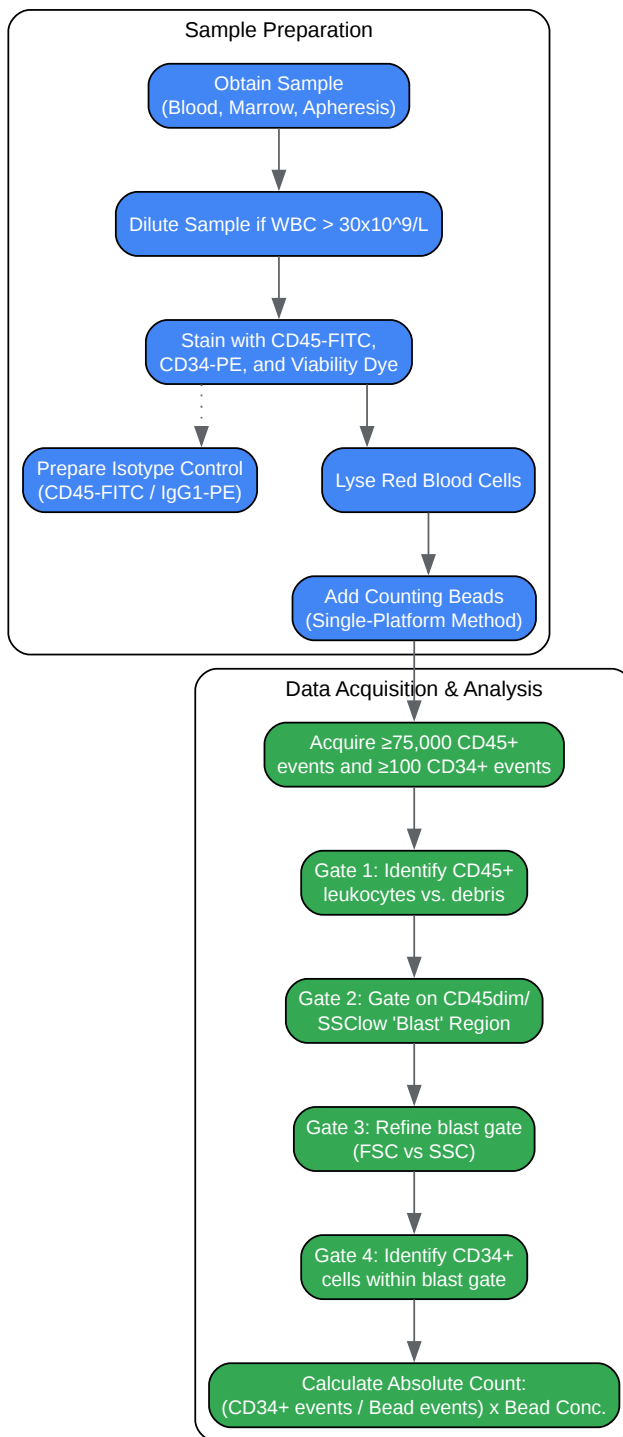 Sample Preparation
Obtain Sample
(Blood, Marrow, Apheresis)
Dilute Sample if WBC > 30x10^9/L
Stain with CD45-FITC,
CD34-PE, and Viability Dye
Prepare Isotype Control
(CD45-FITC / IgG1-PE)
Lyse Red Blood Cells
Add Counting Beads
(Single-Platform Method)
Data Acquisition & Analysis
Acquire ≥75,000 CD45+
events and ≥100 CD34+ events
Gate 1: Identify CD45+
leukocytes vs. debris
Gate 2: Gate on CD45dim/
SSClow 'Blast' Region
Gate 3: Refine blast gate
(FSC vs SSC)
Gate 4: Identify CD34+
cells within blast gate
Calculate Absolute Count:
(CD34+ events / Bead events) x Bead Conc.